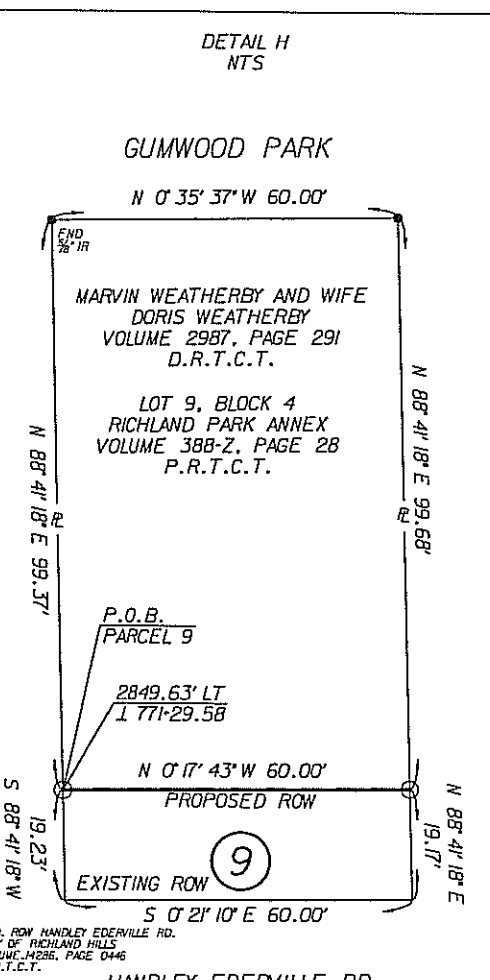 DETAIL H
NTS
GUMWOOD PARK
N 0° 35' 37" W 60.00'
FND
5/8" IR
MARVIN WEATHERBY AND WIFE
DORIS WEATHERBY
VOLUME 2987, PAGE 291
D.R.T.C.T.
LOT 9, BLOCK 4
RICHLAND PARK ANNEX
VOLUME 388-Z, PAGE 28
P.R.T.C.T.
N 88° 41' 18" E 99.37'
PL
N 88° 41' 18" E 99.68'
PL
P.O.B.
PARCEL 9
2849.63' LT
⊥ 771+29.58
N 0° 17' 43" W 60.00'
PROPOSED ROW
S 88° 41' 18" W
19.23'
9
N 88° 41' 18" E
19.17'
EXISTING ROW
S 0° 21' 10" E 60.00'
ROW HANDLEY EDERVILLE RD.
OF RICHLAND HILLS
PAGE 0446
HANDLEY EDERVILLE RD